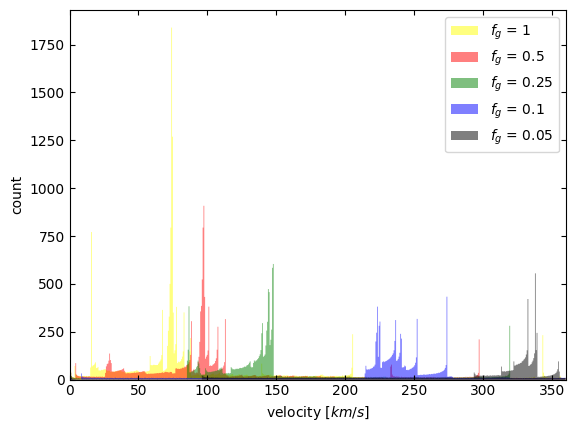 1750
1500
1250
1000
750
500
250
0
count
0 50 100 150 200 250 300 350
velocity [km/s]
f_g = 1
f_g = 0.5
f_g = 0.25
f_g = 0.1
f_g = 0.05